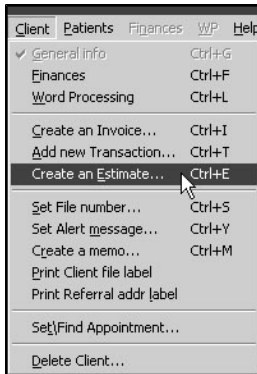 Client Patients Finances WP Help
General info Ctrl+G
Finances Ctrl+F
Word Processing Ctrl+L
Create an Invoice... Ctrl+I
Add new Transaction... Ctrl+T
Create an Estimate... Ctrl+E
Set File number... Ctrl+S
Set Alert message... Ctrl+Y
Create a memo... Ctrl+M
Print Client file label
Print Referral addr label
Set\Find Appointment...
Delete Client...